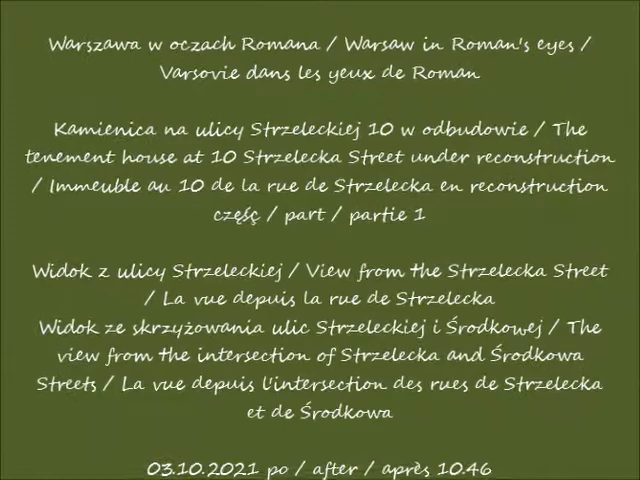 Warszawa w oczach Romana / Warsaw in Roman's eyes /
Varsovie dans les yeux de Roman
Kamienica na ulicy Strzeleckiej 10 w odbudowie / The
tenement house at 10 Strzelecka Street under reconstruction
/ Immeuble au 10 de la rue de Strzelecka en reconstruction
częśç / part / partie 1
Widok z ulicy Strzeleckiej / View from the Strzelecka Street
/ La vue depuis la rue de Strzelecka
Widok ze skrzyżowania ulic Strzeleckiej i Środkowej / The
view from the intersection of Strzelecka and Środkowa
Streets / La vue depuis l'intersection des rues de Strzelecka
et de Środkowa
03.10.2021 po / after / après 10.46